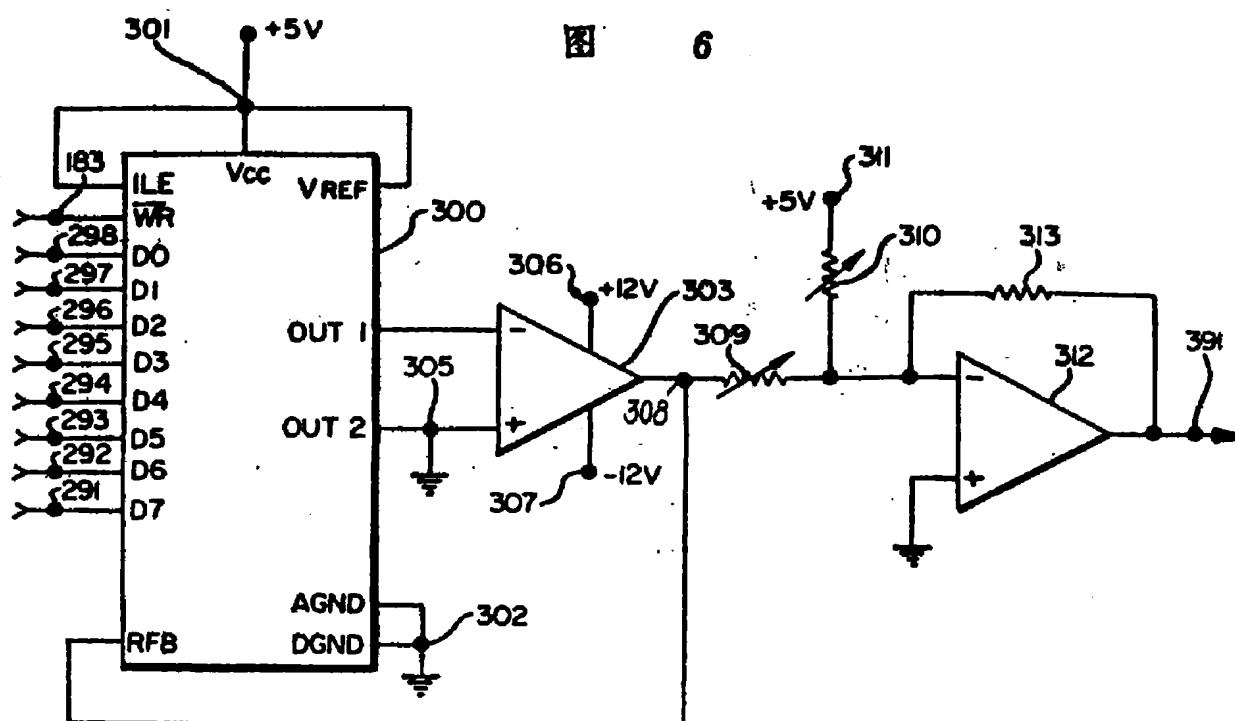 图 6
301
+5V
183
ILE
VCC
VREF
WR
300
298
D0
297
D1
296
D2
295
D3
294
D4
293
D5
292
D6
291
D7
OUT 1
OUT 2
305
AGND
DGND
302
RFB
306
+12V
303
-
+
307
-12V
308
309
311
+5V
310
313
-
+
312
391